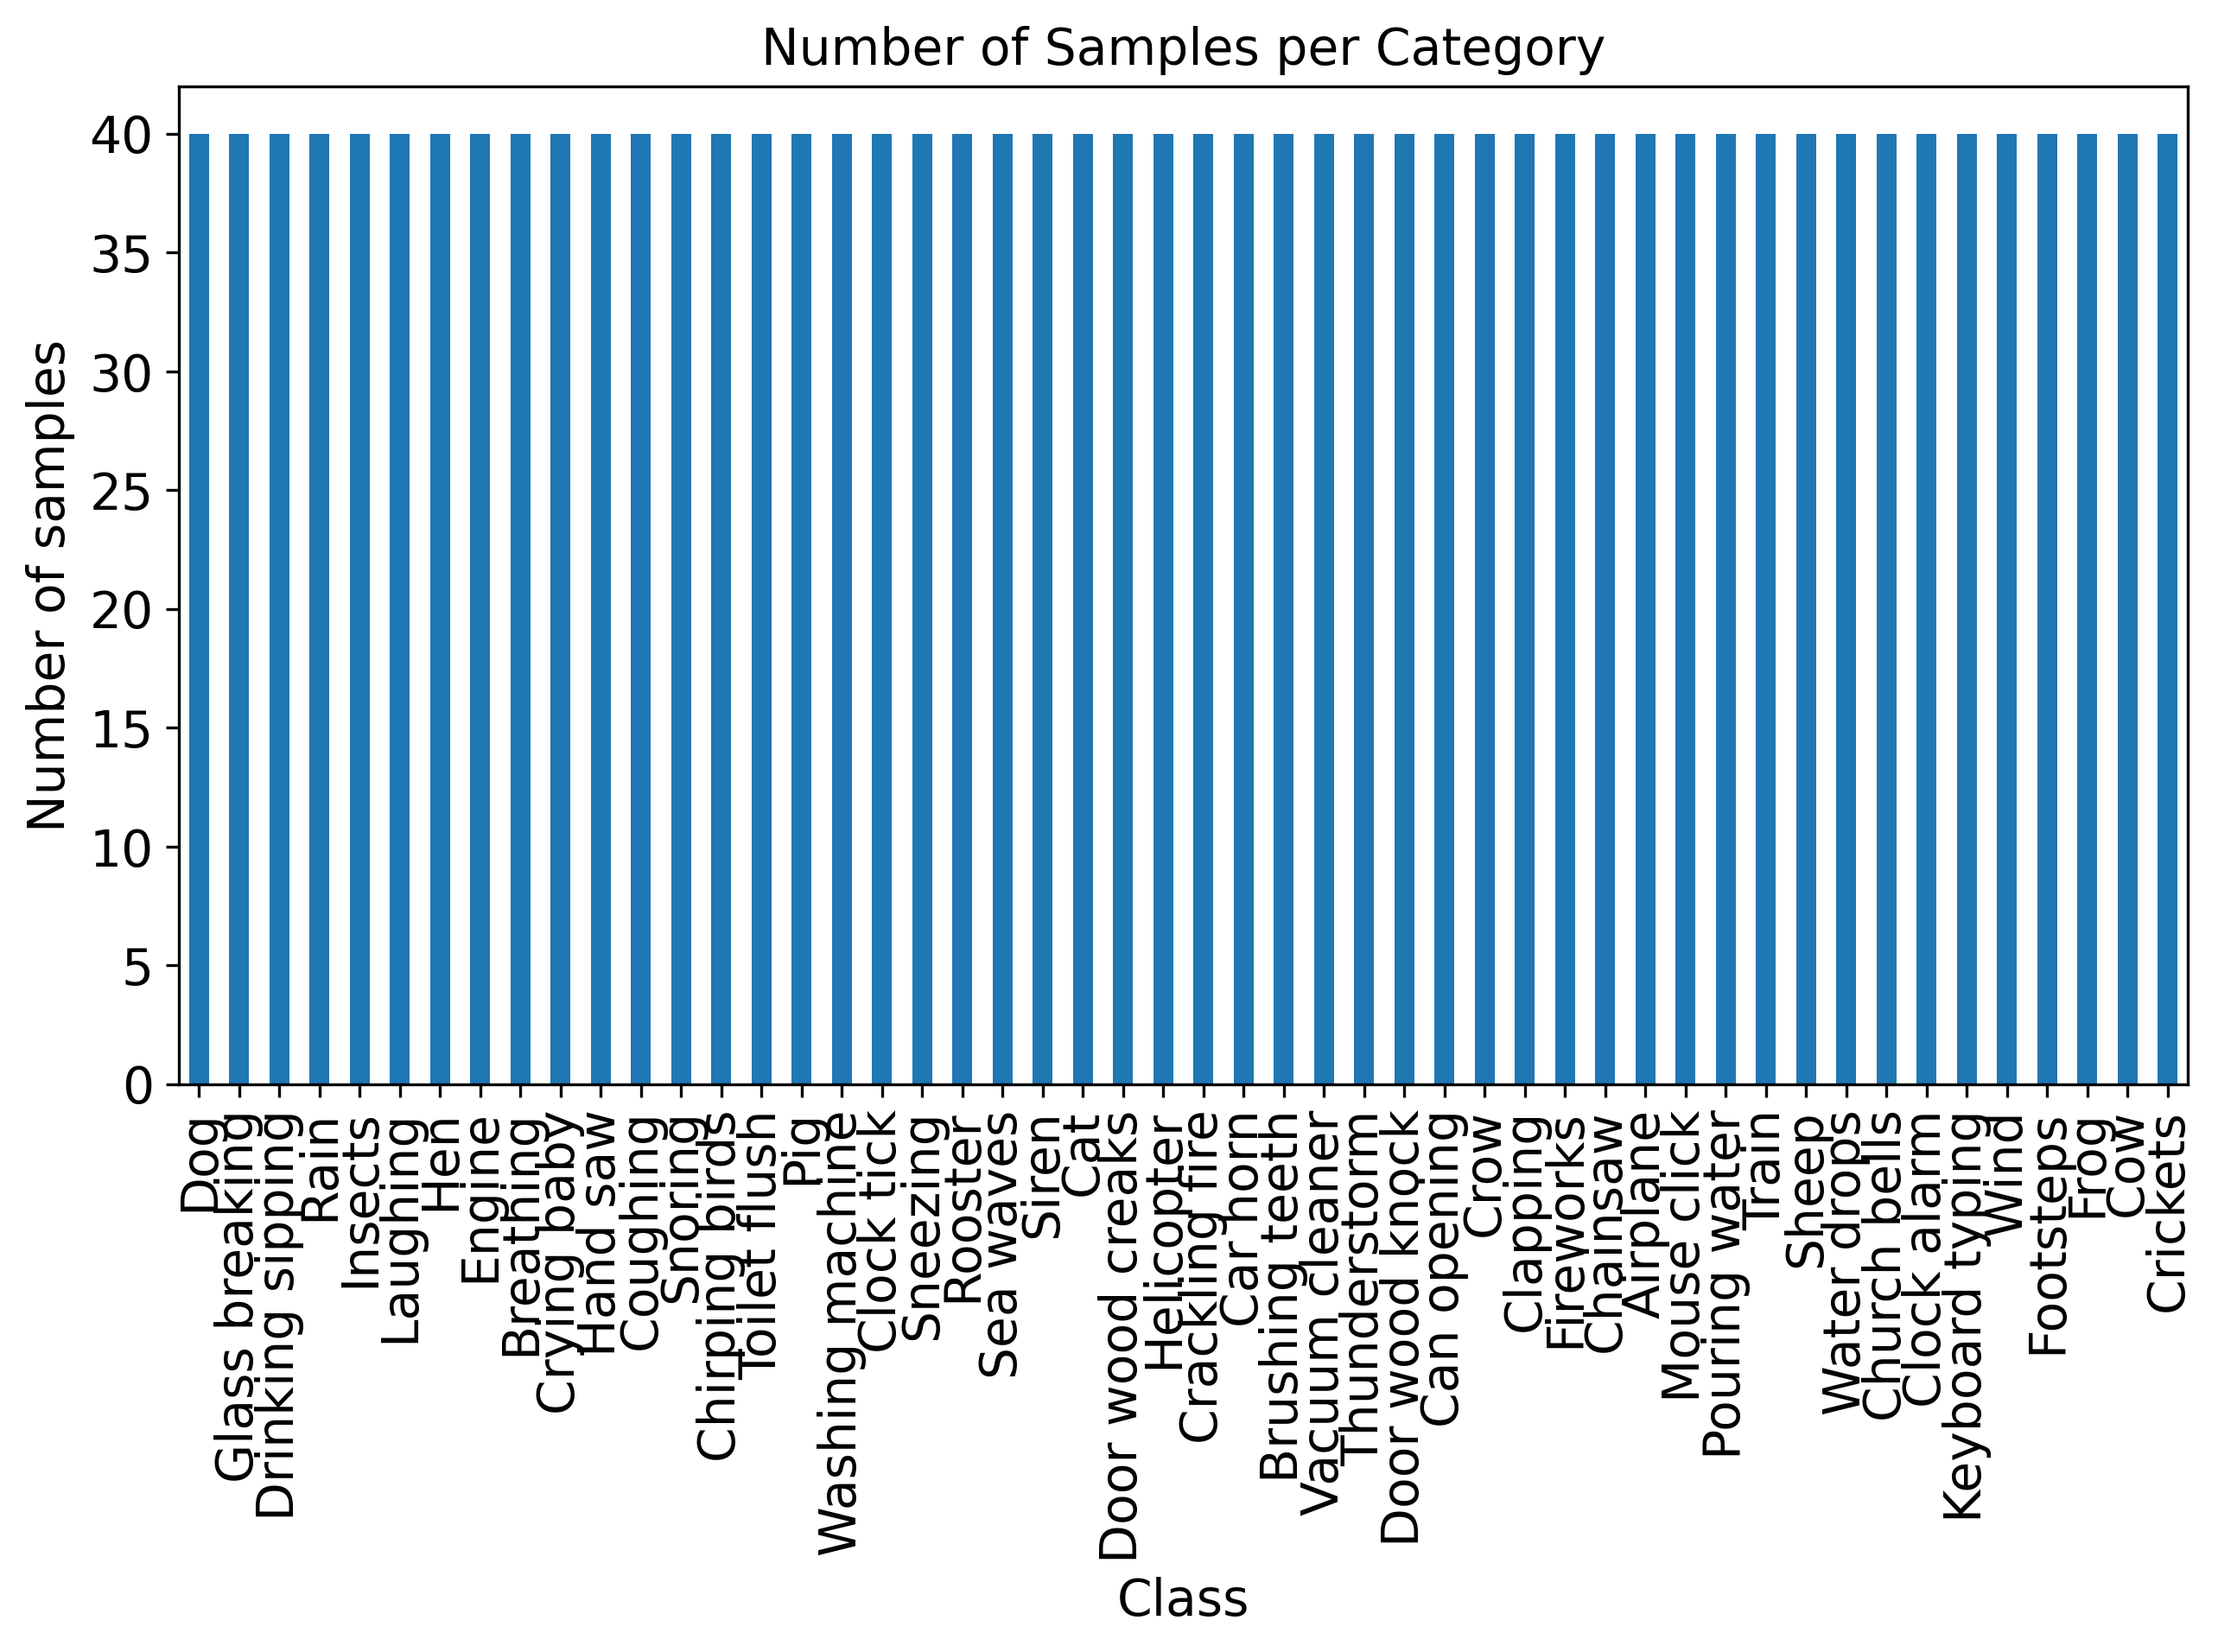 Number of Samples per Category
Number of samples
40
35
30
25
20
15
10
5
0
Dog
Glass breaking
Drinking sipping
Rain
Insects
Laughing
Hen
Engine
Breathing
Crying baby
Hand saw
Coughing
Snoring
Chirping birds
Toilet flush
Pig
Washing machine
Clock tick
Sneezing
Rooster
Sea waves
Siren
Cat
Door wood creaks
Helicopter
Crackling fire
Car horn
Brushing teeth
Vacuum cleaner
Thunderstorm
Door wood knock
Can opening
Crow
Clapping
Fireworks
Chainsaw
Airplane
Mouse click
Pouring water
Train
Sheep
Water drops
Church bells
Clock alarm
Keyboard typing
Wind
Footsteps
Frog
Cow
Crickets
Class